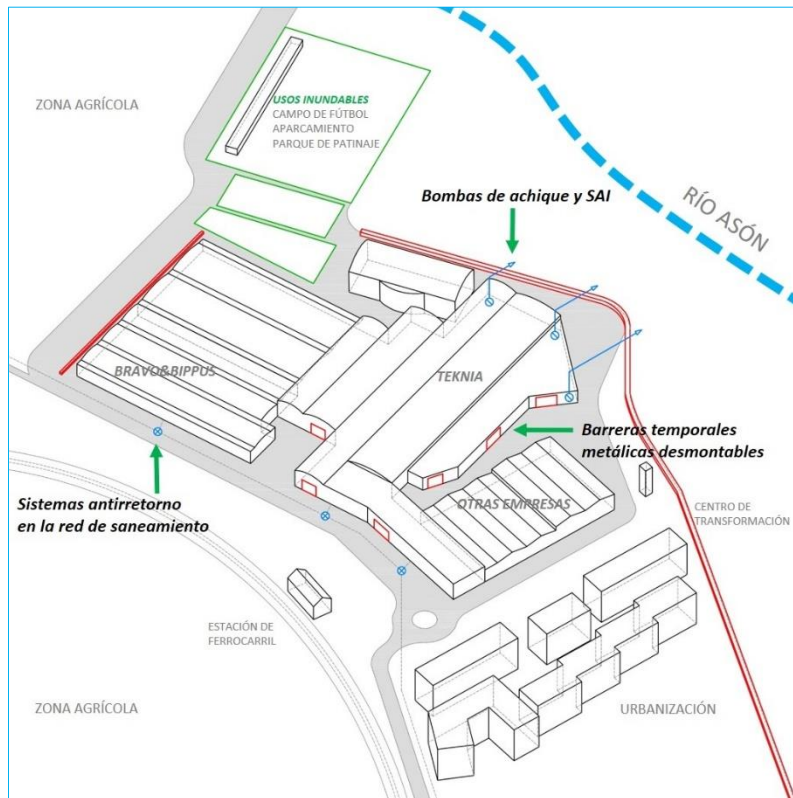 ZONA AGRÍCOLA
USOS INUNDABLES
CAMPO DE FÚTBOL
APARCAMIENTO
PARQUE DE PATINAJE
Bombas de achique y SAI
RÍO ASÓN
BRAVO&BIPPUS
TEKNIA
Barreras temporales
metálicas desmontables
Sistemas antirretorno
en la red de saneamiento
OTRAS EMPRESAS
CENTRO DE
TRANSFORMACIÓN
ESTACIÓN DE
FERROCARRIL
ZONA AGRÍCOLA
URBANIZACIÓN